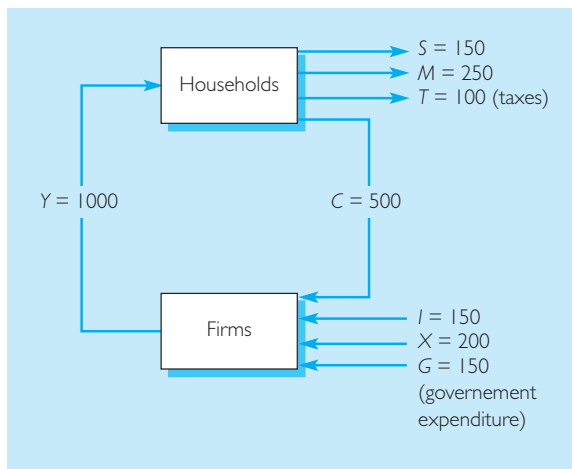 S = 150
M = 250
T = 100 (taxes)
Households
Y = 1000
C = 500
Firms
I = 150
X = 200
G = 150
(governement
expenditure)